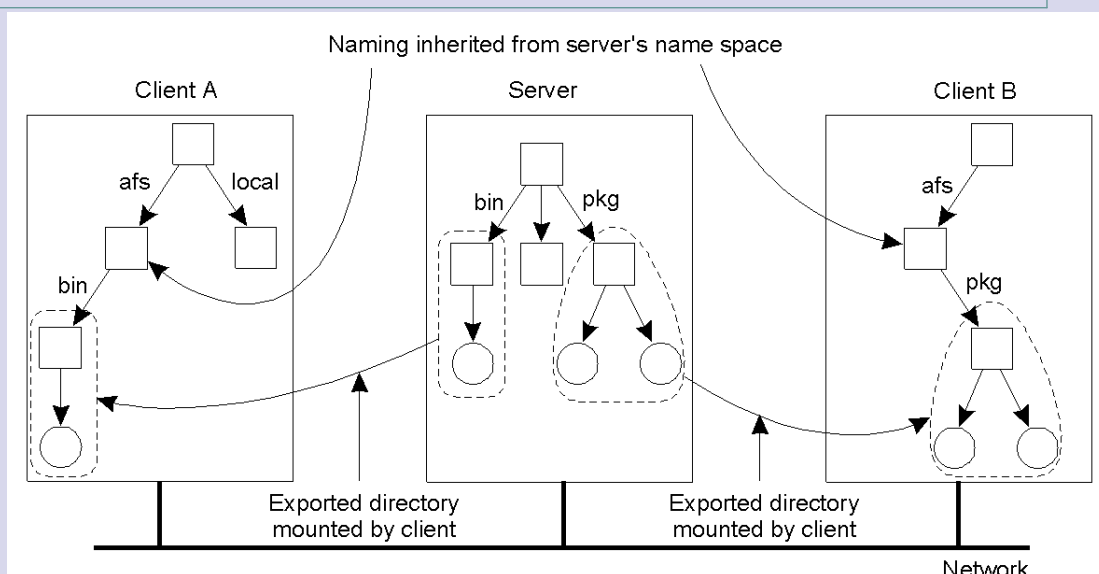 Naming inherited from server's name space
Client A
Server
Client B
afs
local
bin
pkg
afs
bin
pkg
Exported directory
mounted by client
Exported directory
mounted by client
Network